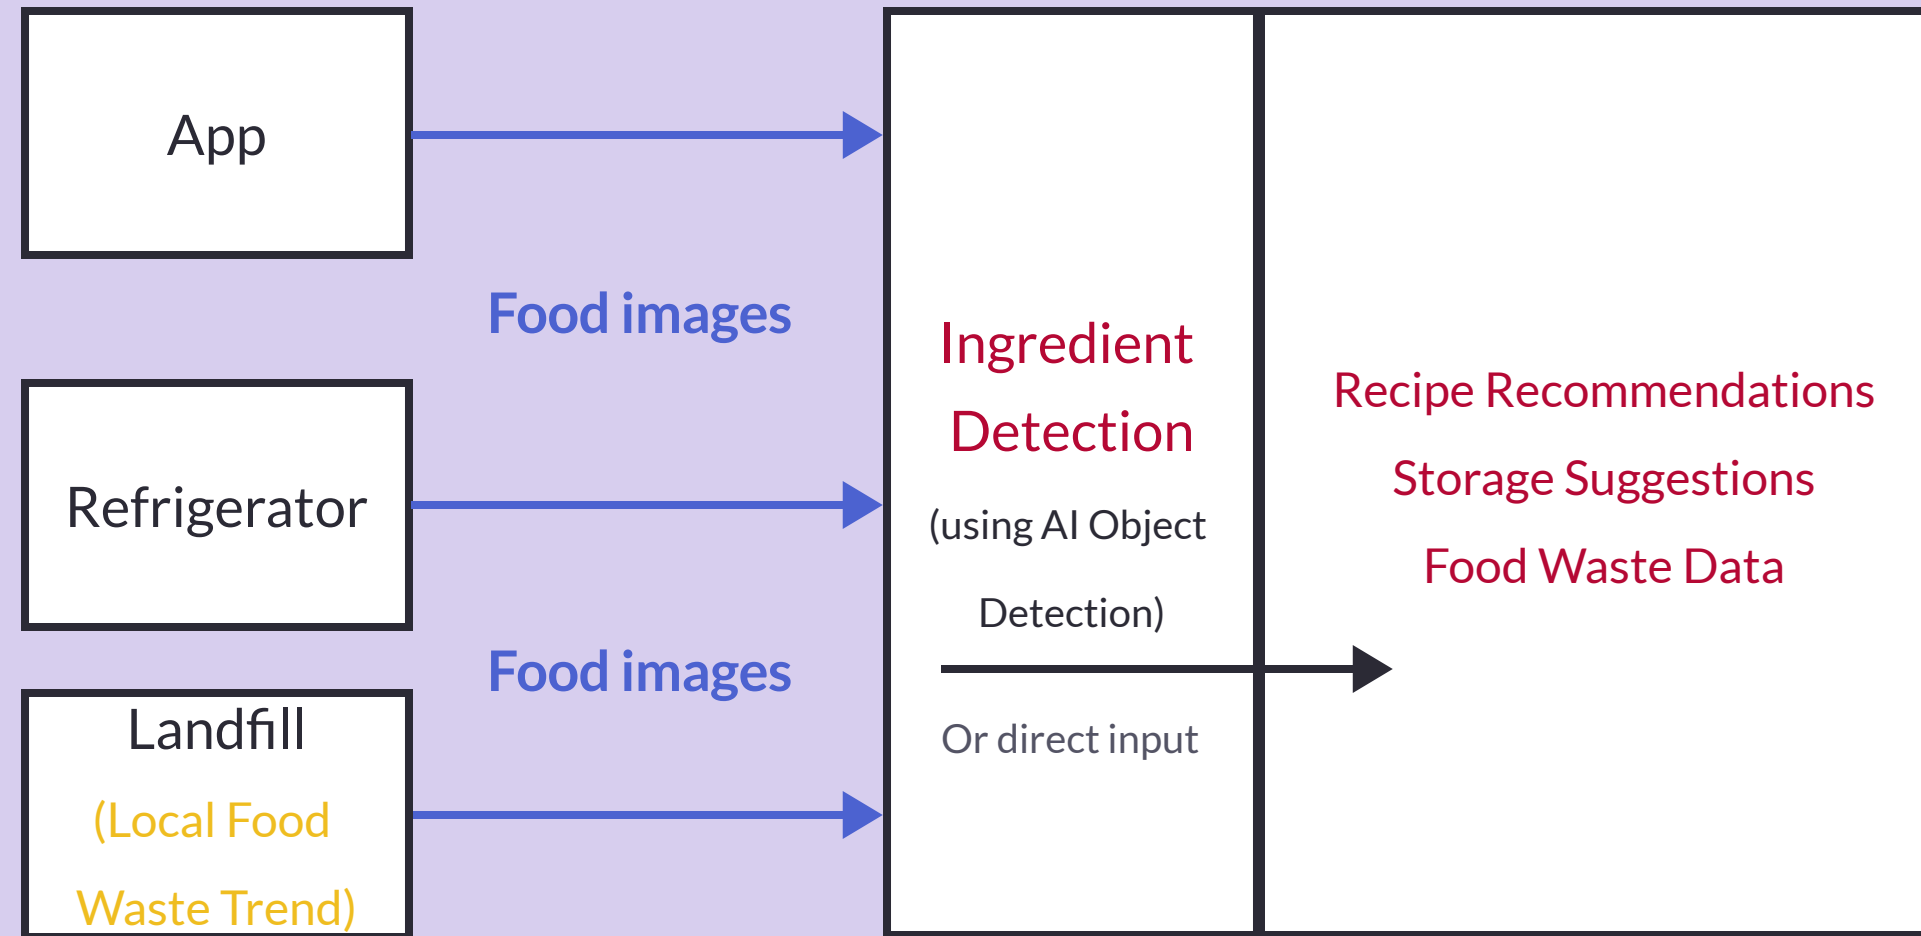 App
Food images
Refrigerator
Food images
Landfill
(Local Food
Waste Trend)
Ingredient
Detection
(using AI Object
Detection)
Or direct input
Recipe Recommendations
Storage Suggestions
Food Waste Data